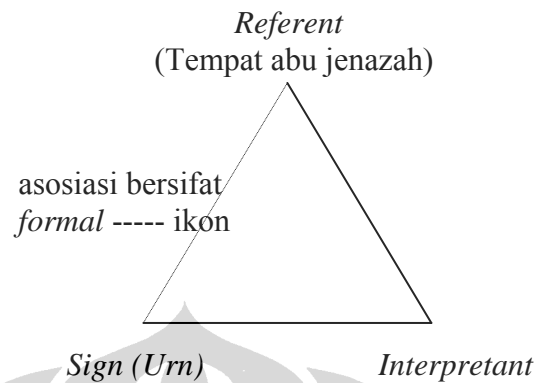 Referent
(Tempat abu jenazah)
asosiasi bersifat
formal ----- ikon
Sign (Urn)
Interpretant